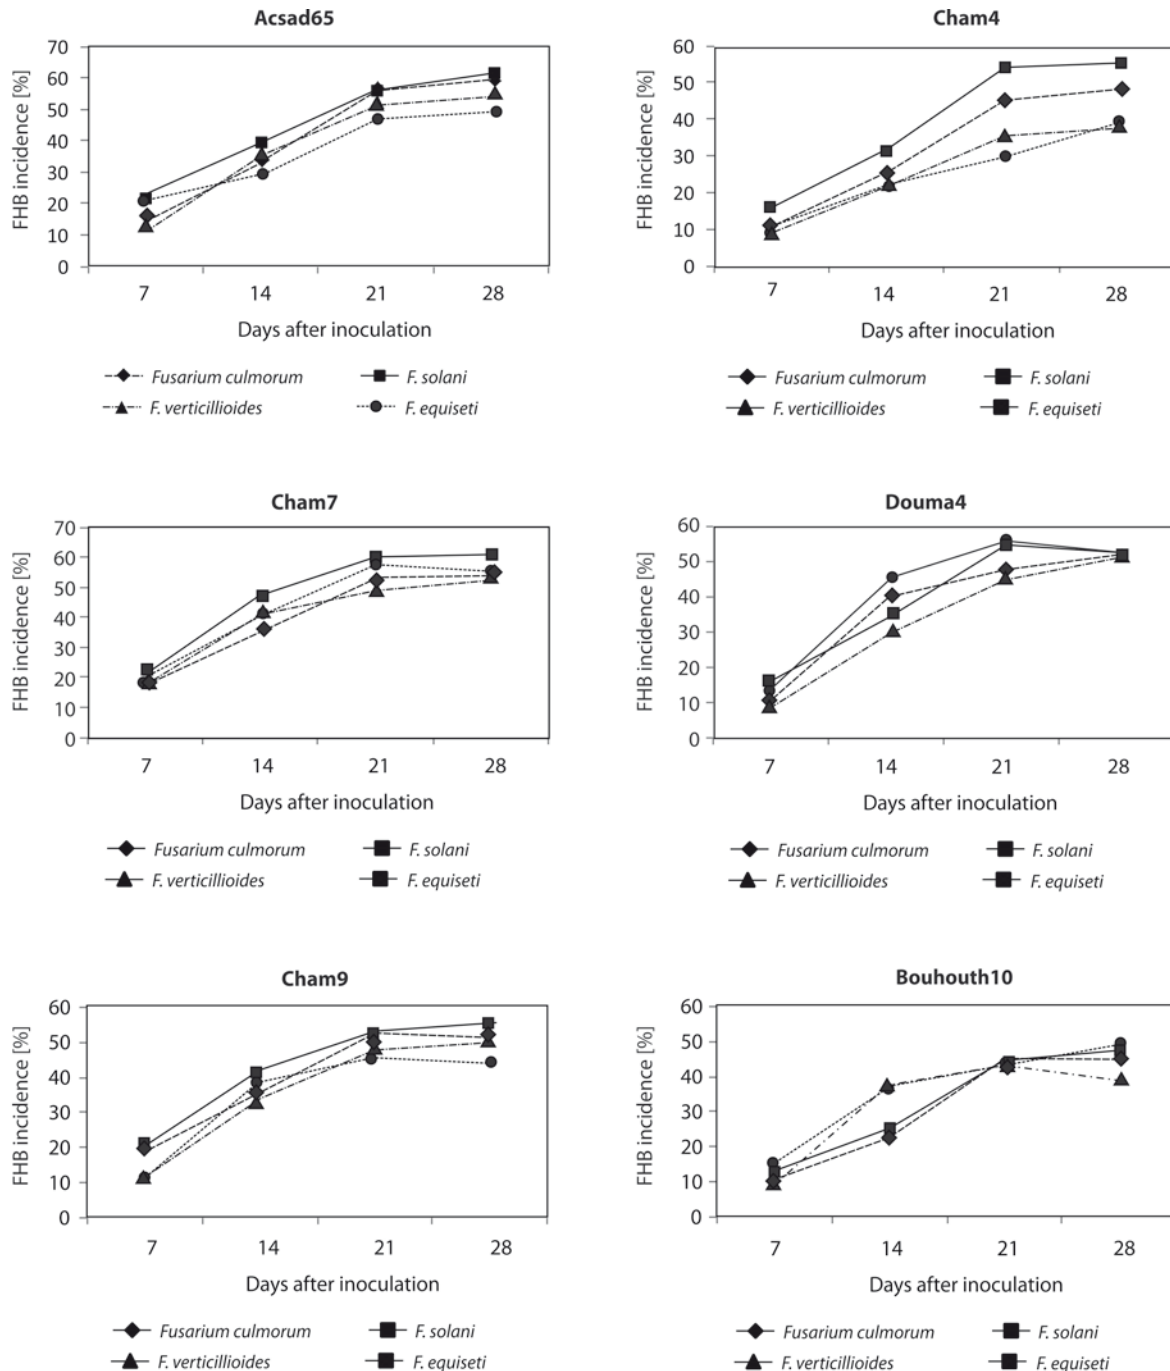 Acsad65
FHB incidence [%]
70
60
50
40
30
20
10
0
7 14 21 28
Days after inoculation
Fusarium culmorum F. solani
F. verticillioides F. equiseti
Cham4
FHB incidence [%]
60
50
40
30
20
10
0
7 14 21 28
Days after inoculation
Fusarium culmorum F. solani
F. verticillioides F. equiseti
Cham7
FHB incidence [%]
70
60
50
40
30
20
10
0
7 14 21 28
Days after inoculation
Fusarium culmorum F. solani
F. verticillioides F. equiseti
Douma4
FHB incidence [%]
60
50
40
30
20
10
0
7 14 21 28
Days after inoculation
Fusarium culmorum F. solani
F. verticillioides F. equiseti
Cham9
FHB incidence [%]
60
50
40
30
20
10
0
7 14 21 28
Days after inoculation
Fusarium culmorum F. solani
F. verticillioides F. equiseti
Bouhouth10
FHB incidence [%]
60
50
40
30
20
10
0
7 14 21 28
Days after inoculation
Fusarium culmorum F. solani
F. verticillioides F. equiseti